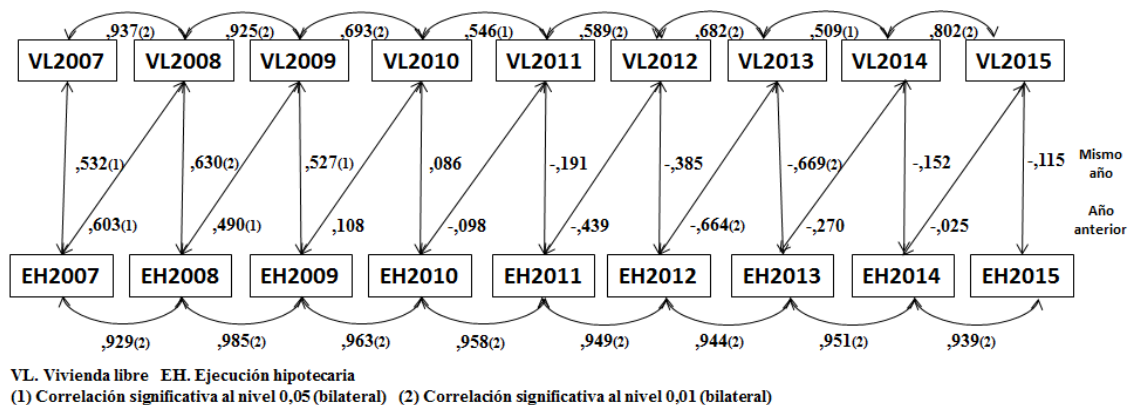 ,937(2) ,925(2) ,693(2) ,546(1) ,589(2) ,682(2) ,509(1) ,802(2)
VL2007 VL2008 VL2009 VL2010 VL2011 VL2012 VL2013 VL2014 VL2015
,532(1) ,630(2) ,527(1) ,086 -,191 -,385 -,669(2) -,152 -,115 Mismo año
,603(1) ,490(1) ,108 -,098 -,439 -,664(2) -,270 -,025 Año anterior
EH2007 EH2008 EH2009 EH2010 EH2011 EH2012 EH2013 EH2014 EH2015
,929(2) ,985(2) ,963(2) ,958(2) ,949(2) ,944(2) ,951(2) ,939(2)
VL. Vivienda libre EH. Ejecución hipotecaria
(1) Correlación significativa al nivel 0,05 (bilateral) (2) Correlación significativa al nivel 0,01 (bilateral)